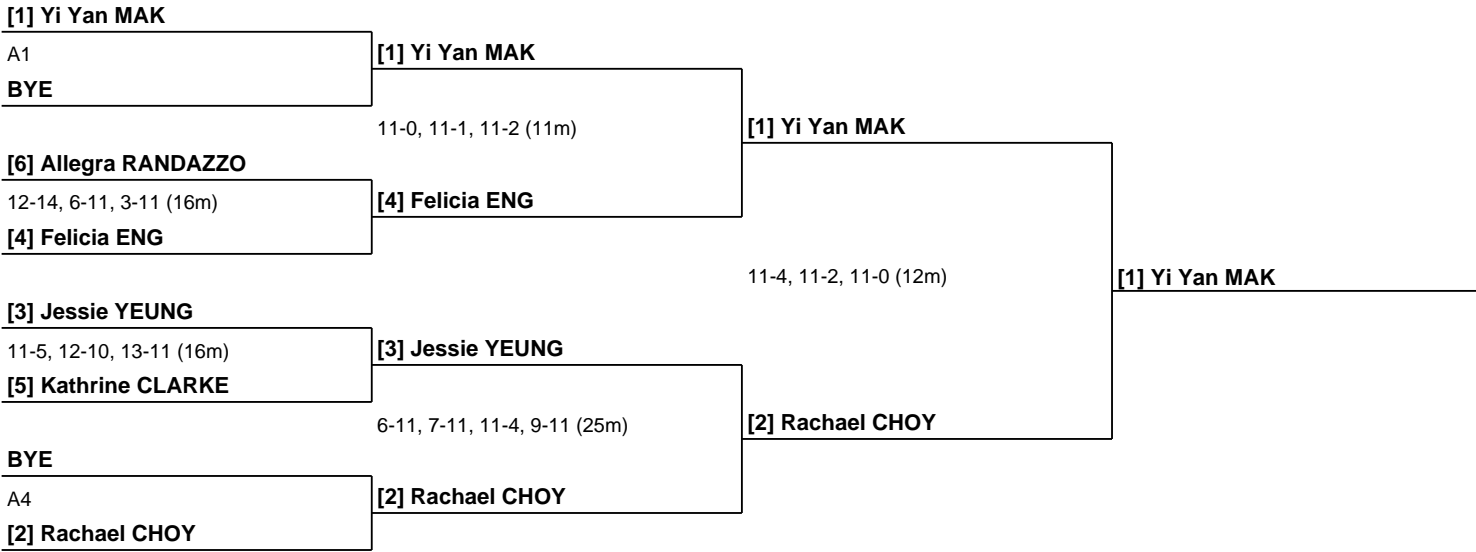 [1] Yi Yan MAK
A1
[1] Yi Yan MAK
BYE
11-0, 11-1, 11-2 (11m)
[1] Yi Yan MAK
[6] Allegra RANDAZZO
12-14, 6-11, 3-11 (16m)
[4] Felicia ENG
[4] Felicia ENG
11-4, 11-2, 11-0 (12m)
[1] Yi Yan MAK
[3] Jessie YEUNG
11-5, 12-10, 13-11 (16m)
[3] Jessie YEUNG
[5] Kathrine CLARKE
6-11, 7-11, 11-4, 9-11 (25m)
[2] Rachael CHOY
BYE
A4
[2] Rachael CHOY
[2] Rachael CHOY